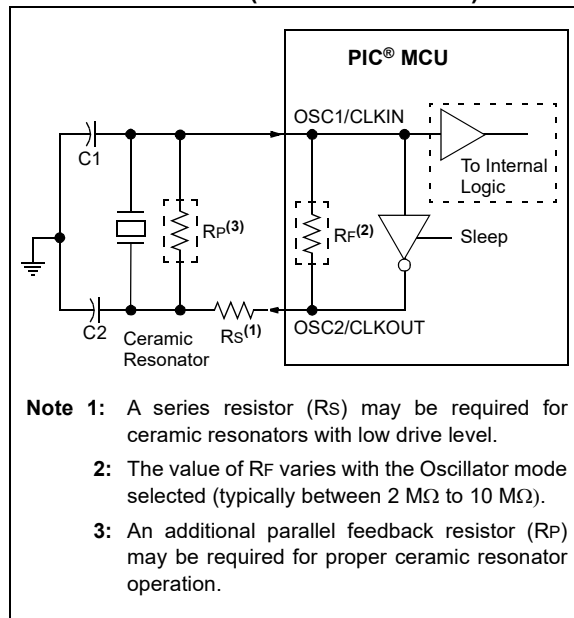 PIC® MCU
OSC1/CLKIN
C1
To Internal
Logic
RP(3)
RF(2)
Sleep
C2
Ceramic
Resonator
RS(1)
OSC2/CLKOUT
Note 1: A series resistor (RS) may be required for
ceramic resonators with low drive level.
2: The value of RF varies with the Oscillator mode
selected (typically between 2 MΩ to 10 MΩ).
3: An additional parallel feedback resistor (RP)
may be required for proper ceramic resonator
operation.